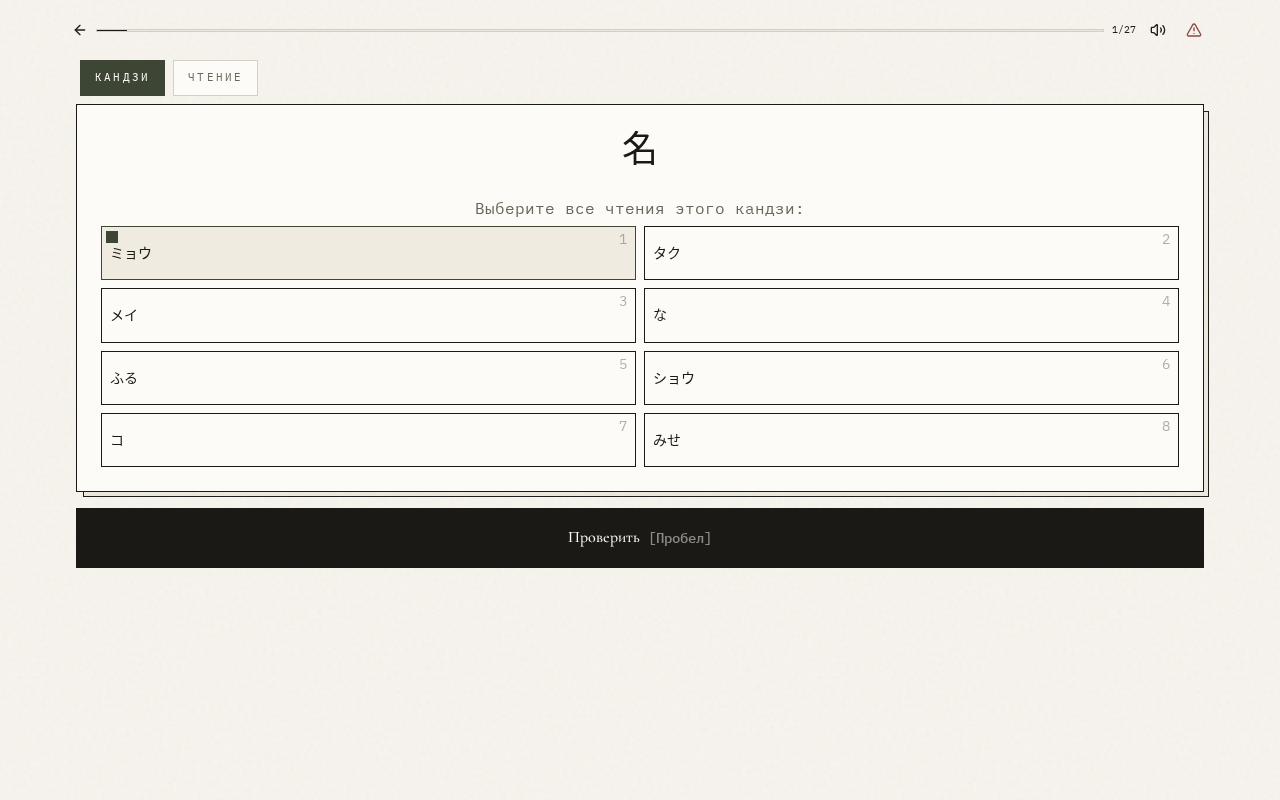 1/27
КАНДЗИ
ЧТЕНИЕ
名
Выберите все чтения этого кандзи:
ミョウ 1
タク 2
メイ 3
な 4
ふる 5
ショウ 6
コ 7
みせ 8
Проверить [Пробел]